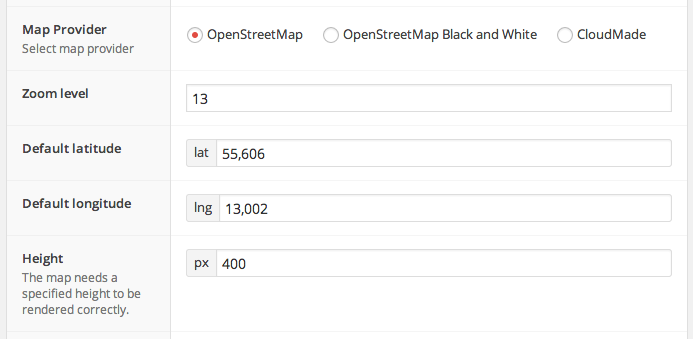 Map Provider
Select map provider
OpenStreetMap OpenStreetMap Black and White CloudMade
Zoom level
13
Default latitude
lat 55,606
Default longitude
lng 13,002
Height
The map needs a
specified height to be
rendered correctly.
px 400